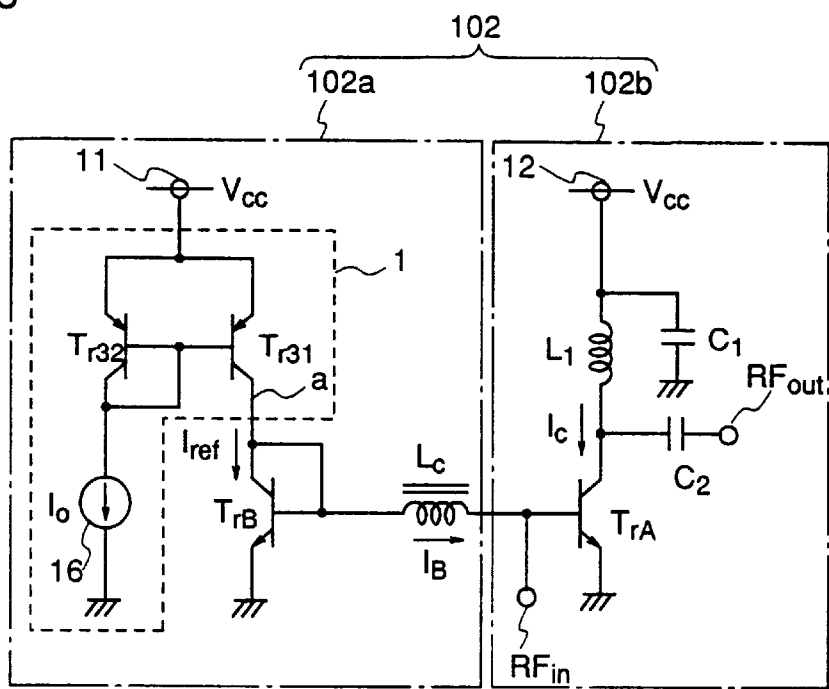 102
102a
102b
11
Vcc
12
Vcc
1
Tr32
Tr31
a
L1
C1
RFout
Iref
Ic
C2
Io
16
TrB
Lc
IB
TrA
RFin